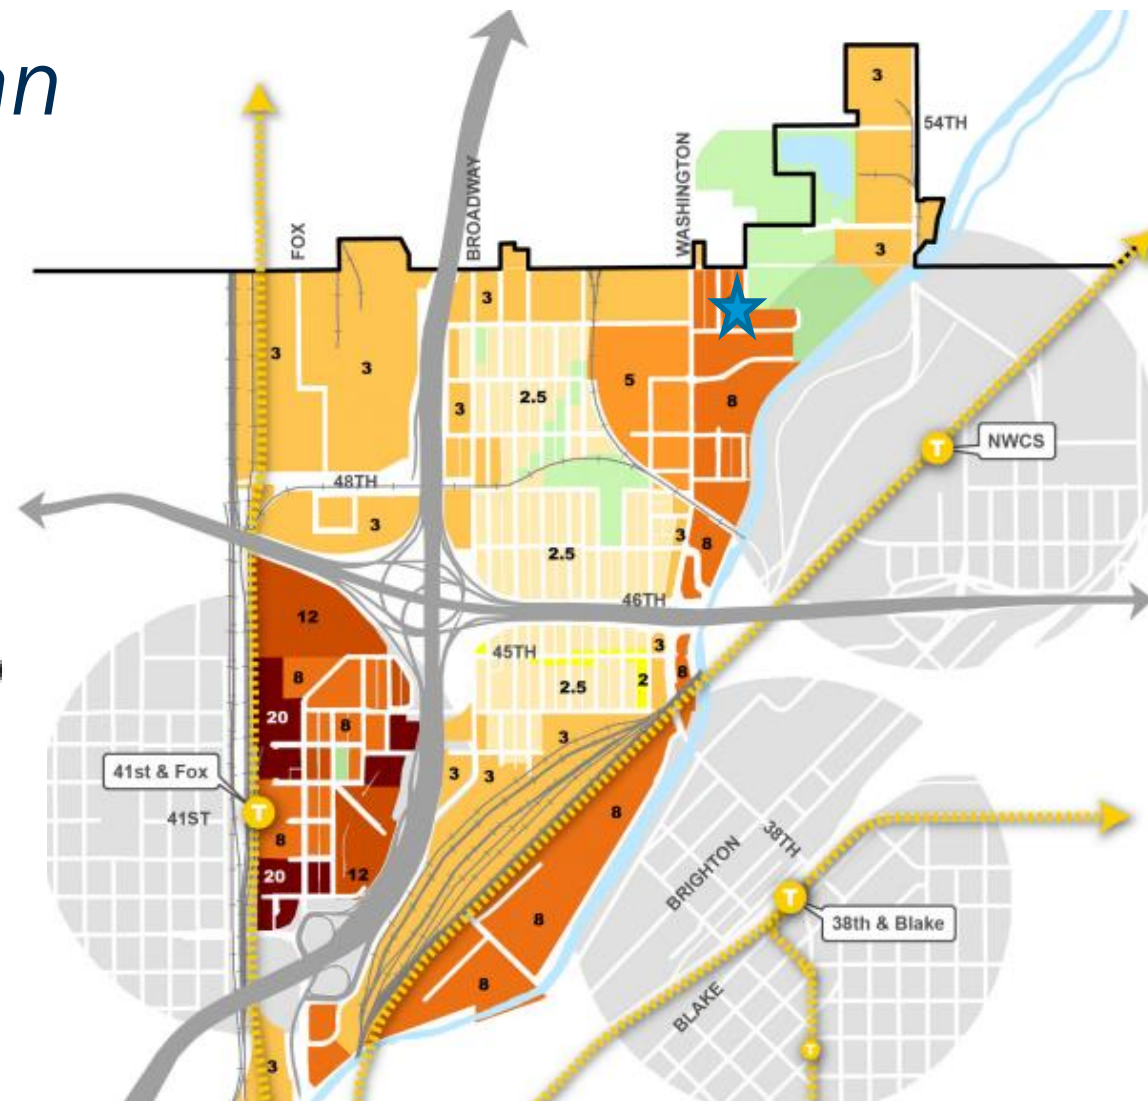 an
3
54TH
WASHINGTON
BROADWAY
FOX
3
3
3
3
5
2.5
8
3
NWCS
48TH
3
3
8
2.5
46TH
12
3
45TH
8
8
2
2.5
20
8
3
41st & Fox
3
3
8
41ST
8
38TH
BRIGHTON
20
12
38th & Blake
8
8
BLAKE
3